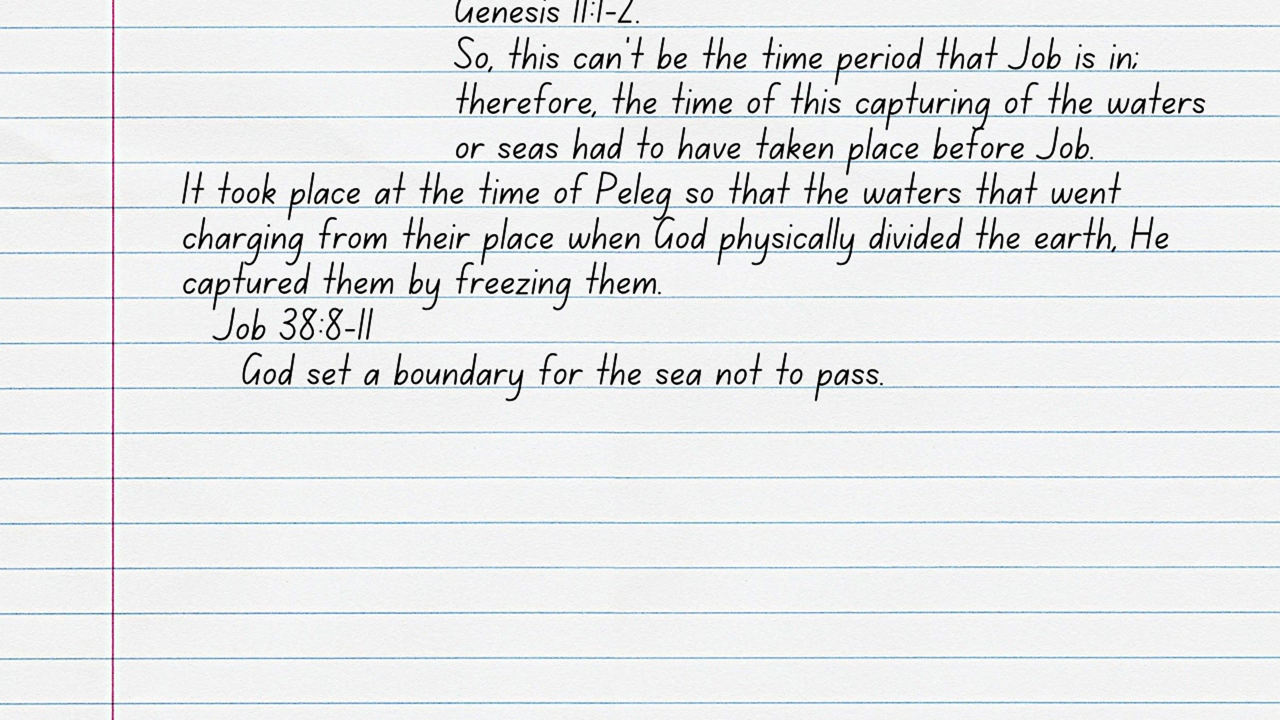 Genesis 11:1-2.
So, this can't be the time period that Job is in;
therefore, the time of this capturing of the waters
or seas had to have taken place before Job.
It took place at the time of Peleg so that the waters that went
charging from their place when God physically divided the earth, He
captured them by freezing them.
Job 38:8-11
God set a boundary for the sea not to pass.